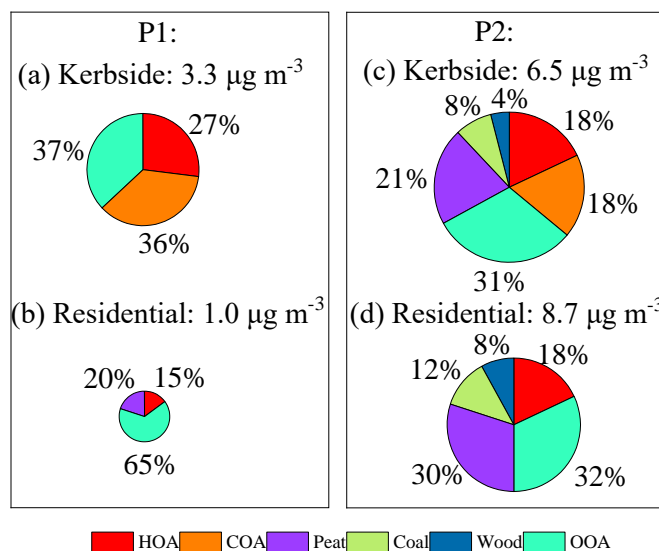 P1:
(a) Kerbside: 3.3 μg m⁻³
27%
37%
36%
(b) Residential: 1.0 μg m⁻³
20%
15%
65%
P2:
(c) Kerbside: 6.5 μg m⁻³
8%
4%
18%
21%
18%
31%
(d) Residential: 8.7 μg m⁻³
12%
8%
18%
30%
32%
HOA COA Peat Coal Wood OOA